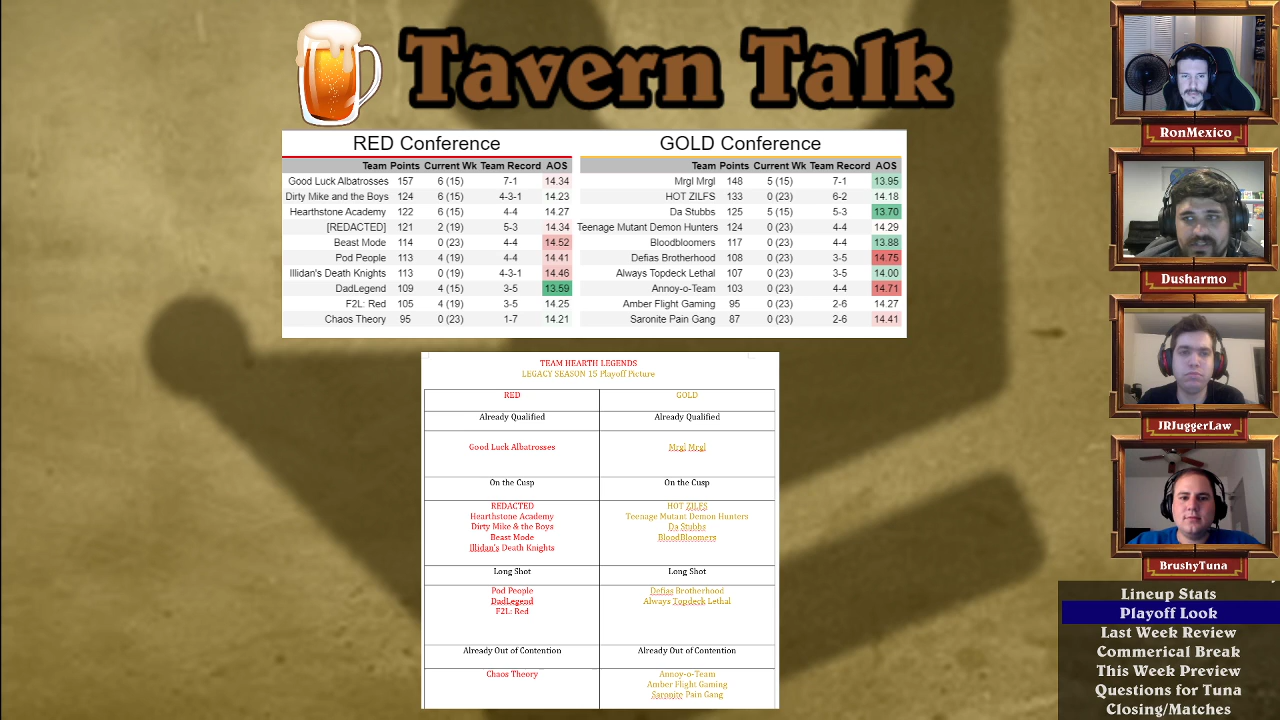 Tavern Talk
RED Conference
Team Points Current Wk Team Record AOS
Good Luck Albatrosses 157 6 (15) 7-1 14.34
Dirty Mike and the Boys 124 6 (15) 4-3-1 14.23
Hearthstone Academy 122 6 (15) 4-4 14.27
[REDACTED] 121 2 (19) 5-3 14.34
Beast Mode 114 0 (23) 4-4 14.52
Pod People 113 4 (19) 4-4 14.41
Illidan's Death Knights 113 3 (19) 4-3-1 14.46
DadLegend 109 4 (15) 3-5 13.59
F2L: Red 105 4 (19) 3-5 14.25
Chaos Theory 95 0 (23) 1-7 14.21
GOLD Conference
Team Points Current Wk Team Record AOS
Mrgl Mrgl 148 5 (15) 7-1 13.95
HOT ZILFS 133 0 (23) 6-2 14.18
Da Stubbs 125 5 (15) 5-3 13.70
Teenage Mutant Demon Hunters 124 0 (23) 4-4 14.29
Bloodbloomers 117 0 (23) 4-4 13.88
Defias Brotherhood 108 0 (23) 3-5 14.75
Always Topdeck Lethal 107 0 (23) 3-5 14.00
Annoy-o-Team 103 0 (23) 4-4 14.71
Amber Flight Gaming 95 0 (23) 2-6 14.27
Saronite Pain Gang 87 0 (23) 2-6 14.41
TEAM HEARTH LEGENDS
LEGACY SEASON 15 Playoff Picture
RED
Already Qualified
Good Luck Albatrosses
On the Cusp
REDACTED
Hearthstone Academy
Dirty Mike & the Boys
Beast Mode
Illidan's Death Knights
Long Shot
Pod People
DadLegend
F2L: Red
Already Out of Contention
Chaos Theory
GOLD
Already Qualified
Mrgl Mrgl
On the Cusp
HOT ZILFS
Teenage Mutant Demon Hunters
Da Stubbs
BloodBloomers
Long Shot
Defias Brotherhood
Always Topdeck Lethal
Already Out of Contention
Annoy-o-Team
Amber Flight Gaming
Saronite Pain Gang
RonMexico
Dusharmo
JRJuggerLaw
BrushyTuna
Lineup Stats
Playoff Look
Last Week Review
Commerical Break
This Week Preview
Questions for Tuna
Closing/Matches